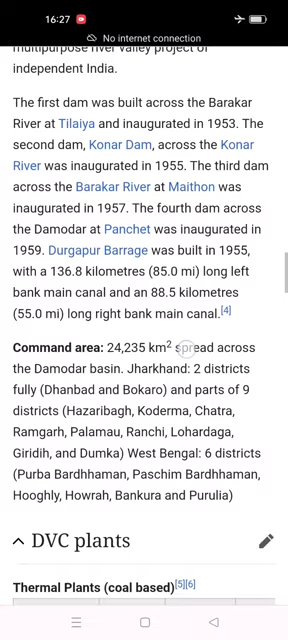 16:27
No internet connection
multipurpose river valley project of
independent India.
The first dam was built across the Barakar
River at Tilaiya and inaugurated in 1953. The
second dam, Konar Dam, across the Konar
River was inaugurated in 1955. The third dam
across the Barakar River at Maithon was
inaugurated in 1957. The fourth dam across
the Damodar at Panchet was inaugurated in
1959. Durgapur Barrage was built in 1955,
with a 136.8 kilometres (85.0 mi) long left
bank main canal and an 88.5 kilometres
(55.0 mi) long right bank main canal.[4]
Command area: 24,235 km² spread across
the Damodar basin. Jharkhand: 2 districts
fully (Dhanbad and Bokaro) and parts of 9
districts (Hazaribagh, Koderma, Chatra,
Ramgarh, Palamau, Ranchi, Lohardaga,
Giridih, and Dumka) West Bengal: 6 districts
(Purba Bardhhaman, Paschim Bardhhaman,
Hooghly, Howrah, Bankura and Purulia)
DVC plants
Thermal Plants (coal based)[5][6]